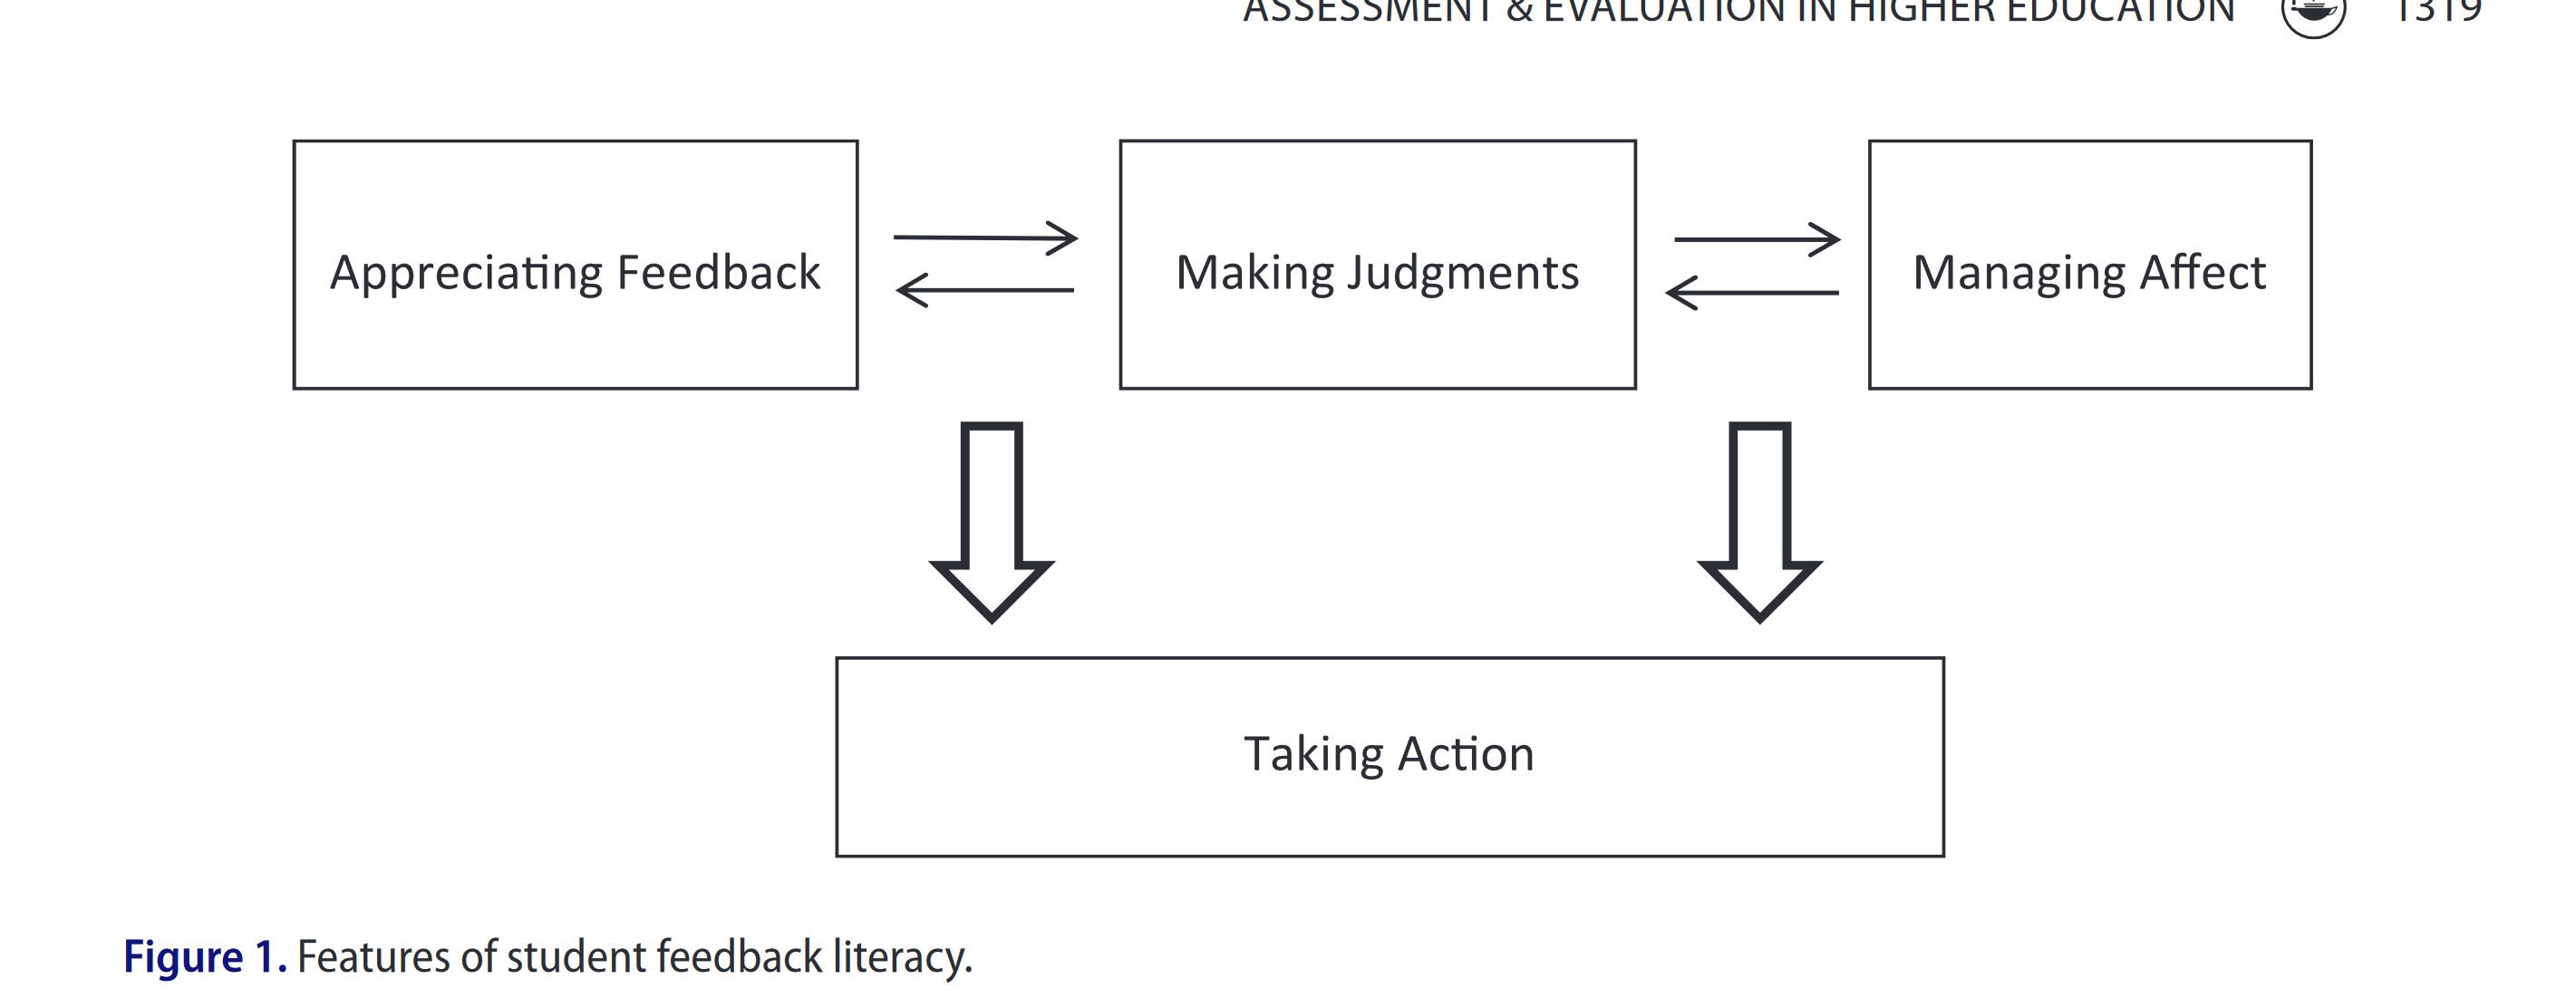 ASSESSMENT & EVALUATION IN HIGHER EDUCATION 1319
Appreciating Feedback Making Judgments Managing Affect
Taking Action
Figure 1. Features of student feedback literacy.